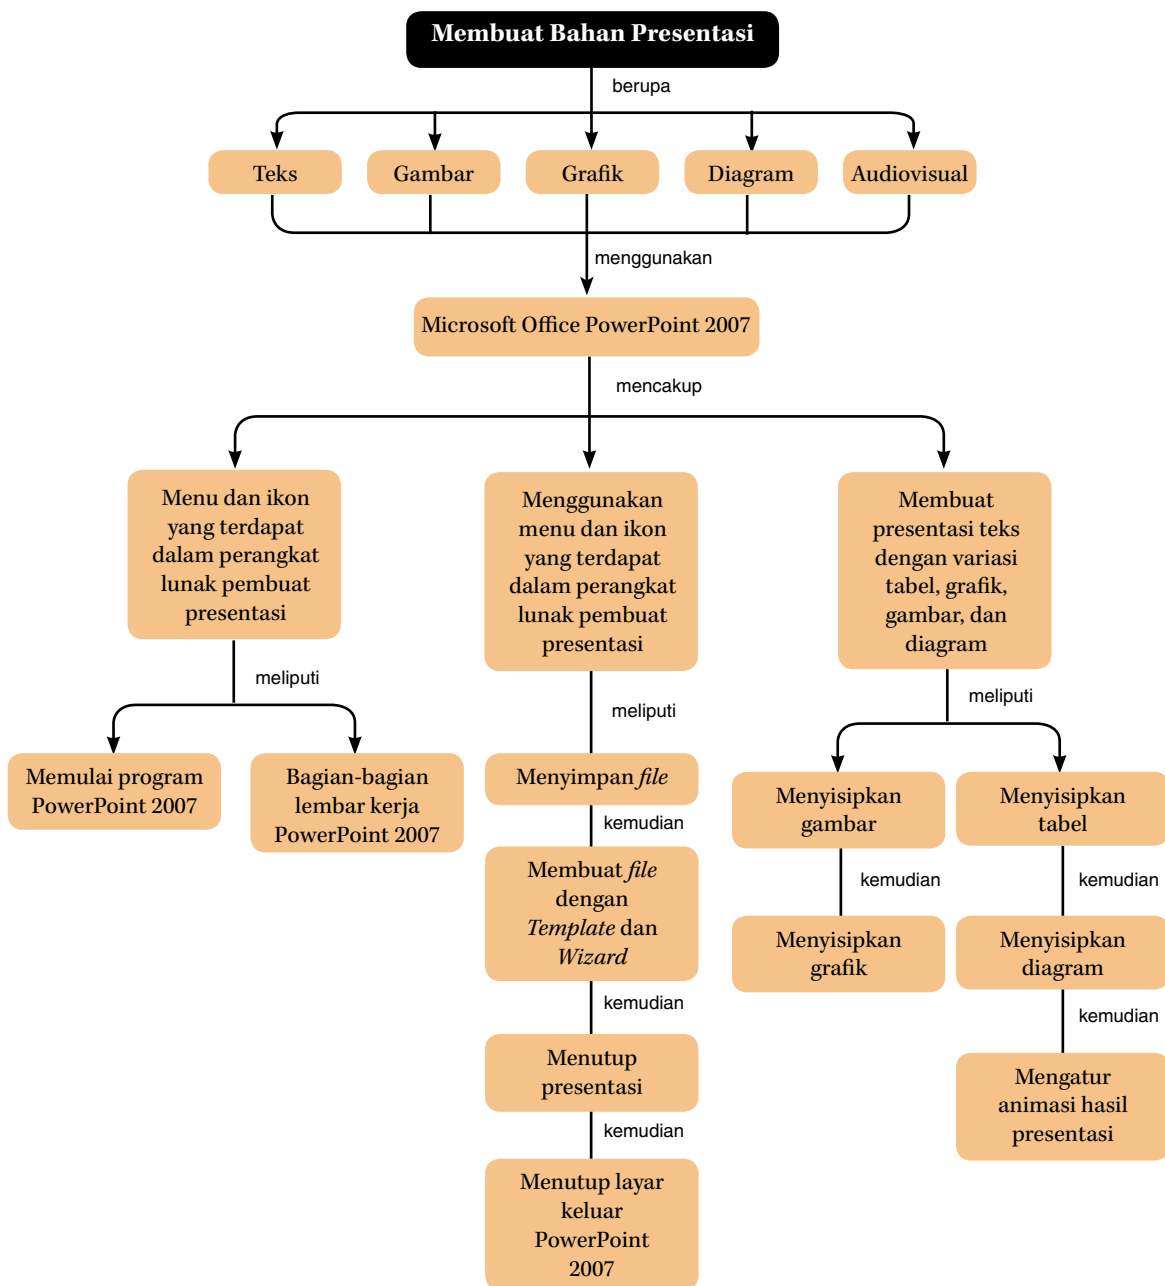 Membuat Bahan Presentasi
berupa
Teks
Gambar
Grafik
Diagram
Audiovisual
menggunakan
Microsoft Office PowerPoint 2007
mencakup
Menu dan ikon
yang terdapat
dalam perangkat
lunak pembuat
presentasi
meliputi
Memulai program
PowerPoint 2007
Bagian-bagian
lembar kerja
PowerPoint 2007
Menggunakan
menu dan ikon
yang terdapat
dalam perangkat
lunak pembuat
presentasi
meliputi
Menyimpan file
kemudian
Membuat file
dengan
Template dan
Wizard
kemudian
Menutup
presentasi
kemudian
Menutup layar
keluar
PowerPoint
2007
Membuat
presentasi teks
dengan variasi
tabel, grafik,
gambar, dan
diagram
meliputi
Menyisipkan
gambar
kemudian
Menyisipkan
grafik
Menyisipkan
tabel
kemudian
Menyisipkan
diagram
kemudian
Mengatur
animasi hasil
presentasi